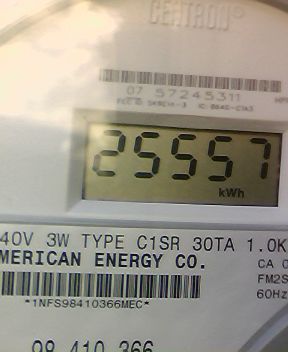 CENTRON®
07 57245311
25557
kWh
40V 3W TYPE C1SR 30TA 1.0K
MERICAN ENERGY CO.
CA 0
FM2S
60Hz
*1NFS98410366MEC*
98 410 366